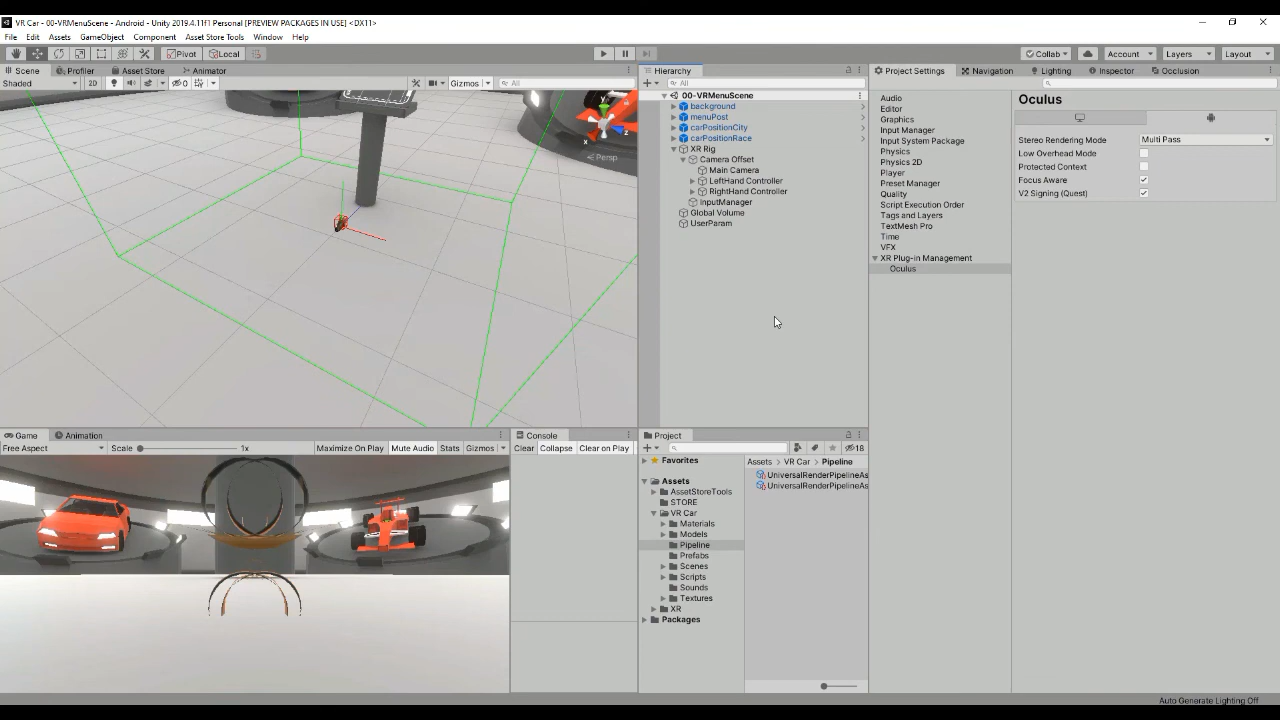 VR Car - 00-VRMenuScene - Android - Unity 2019.4.11f1 Personal [PREVIEW PACKAGES IN USE] <DX11>
File Edit Assets GameObject Component Asset Store Tools Window Help
Pivot Local Collab Account Layers Layout
Scene Profiler Asset Store Animator
Shaded 2D 0 Gizmos All
y
x
z
Persp
Hierarchy
All
00-VRMenuScene
background
menuPost
carPositionCity
carPositionRace
XR Rig
Camera Offset
Main Camera
LeftHand Controller
RightHand Controller
InputManager
Global Volume
UserParam
Project Settings Navigation Lighting Inspector Occlusion
Audio
Editor
Graphics
Input Manager
Input System Package
Physics
Physics 2D
Player
Preset Manager
Quality
Script Execution Order
Tags and Layers
TextMesh Pro
Time
VFX
XR Plug-in Management
Oculus
Oculus
Stereo Rendering Mode Multi Pass
Low Overhead Mode
Protected Context
Focus Aware
V2 Signing (Quest)
Game Animation
Free Aspect Scale 1x Maximize On Play Mute Audio Stats Gizmos
Console
Clear Collapse Clear on Play
Project
18
Favorites
Assets
AssetStoreTools
STORE
VR Car
Materials
Models
Pipeline
Prefabs
Scenes
Scripts
Sounds
Textures
XR
Packages
Assets VR Car Pipeline
UniversalRenderPipelineAs
UniversalRenderPipelineAs
Auto Generate Lighting Off